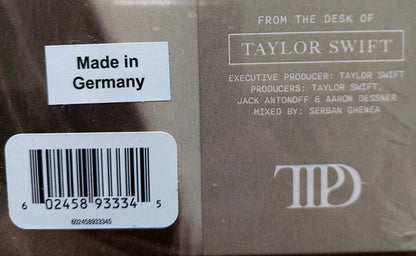 Made in
Germany
FROM THE DESK OF
TAYLOR SWIFT
EXECUTIVE PRODUCER: TAYLOR SWIFT
PRODUCERS: TAYLOR SWIFT,
JACK ANTONOFF & AARON DESSNER
MIXED BY: SERBAN GHENEA
TTPD
6 02458 93334 5
602458933345